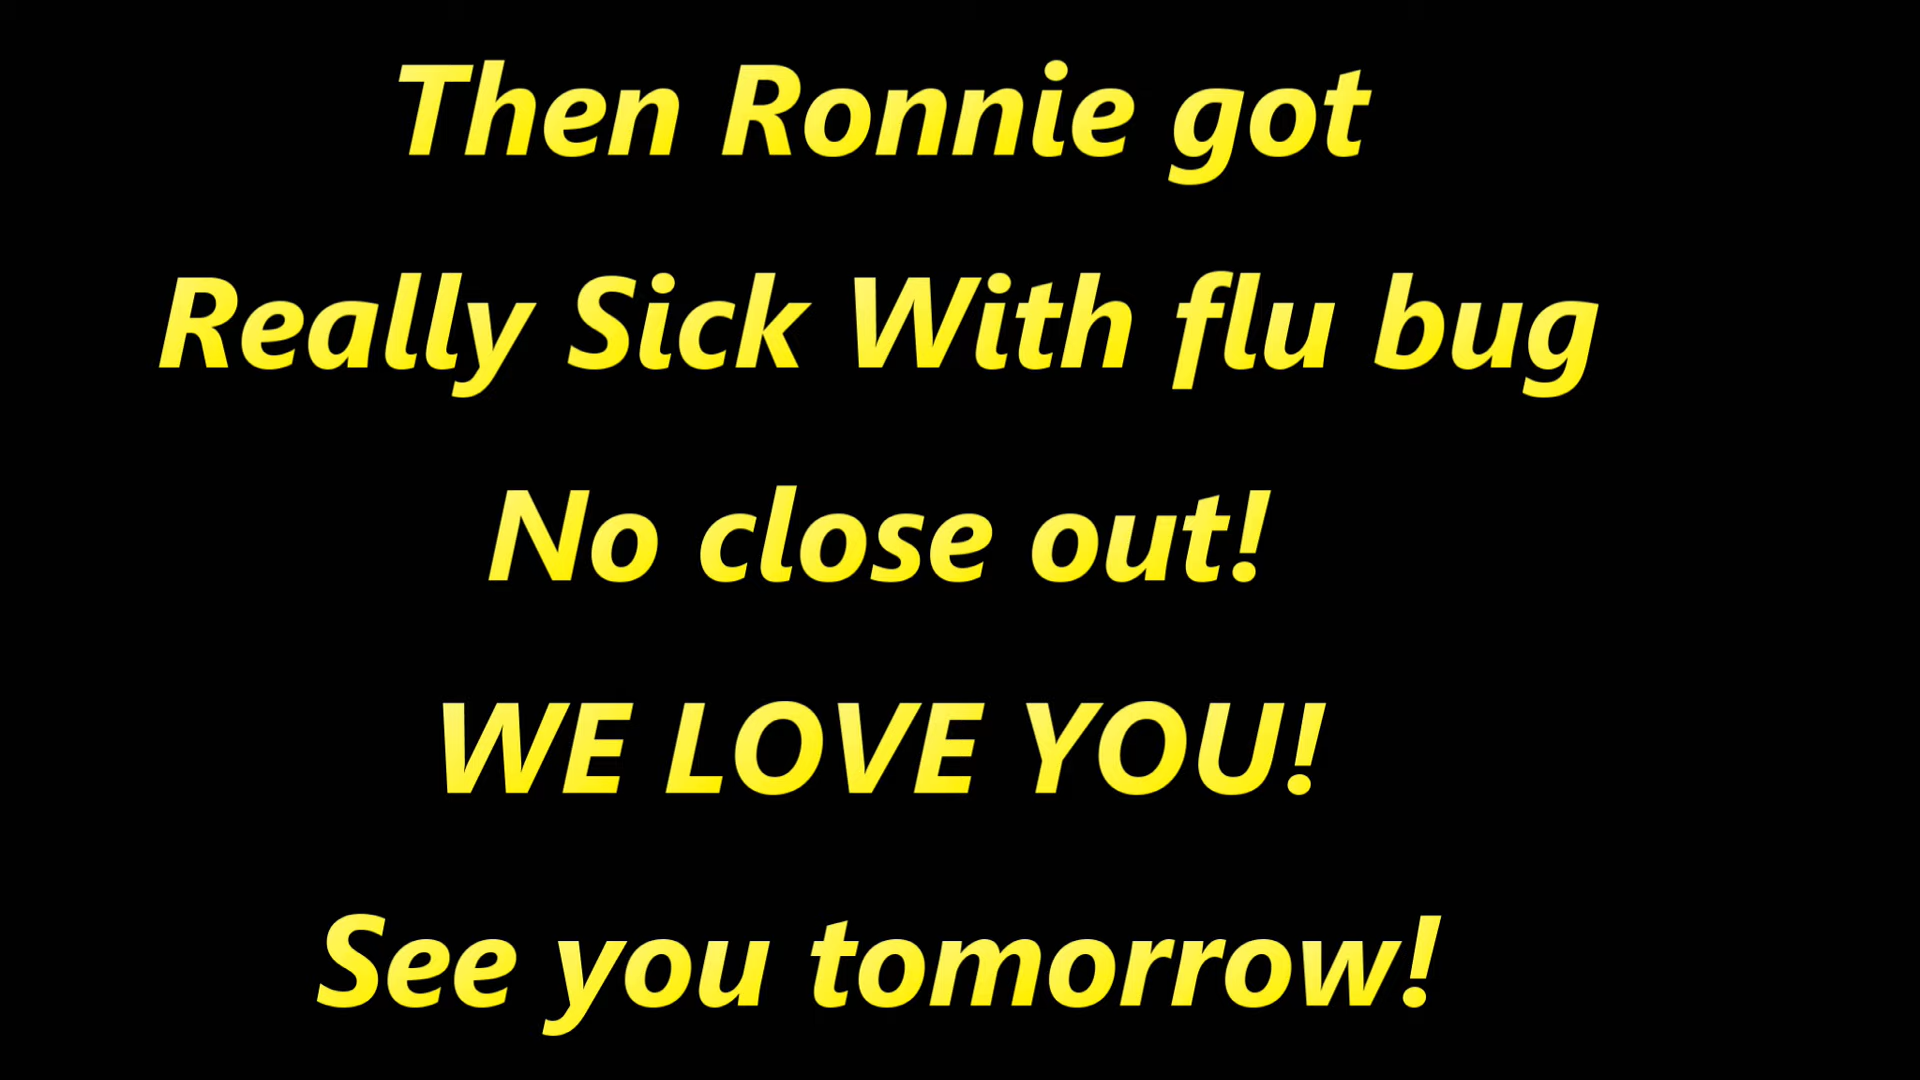 Then Ronnie got
Really Sick With flu bug
No close out!
WE LOVE YOU!
See you tomorrow!